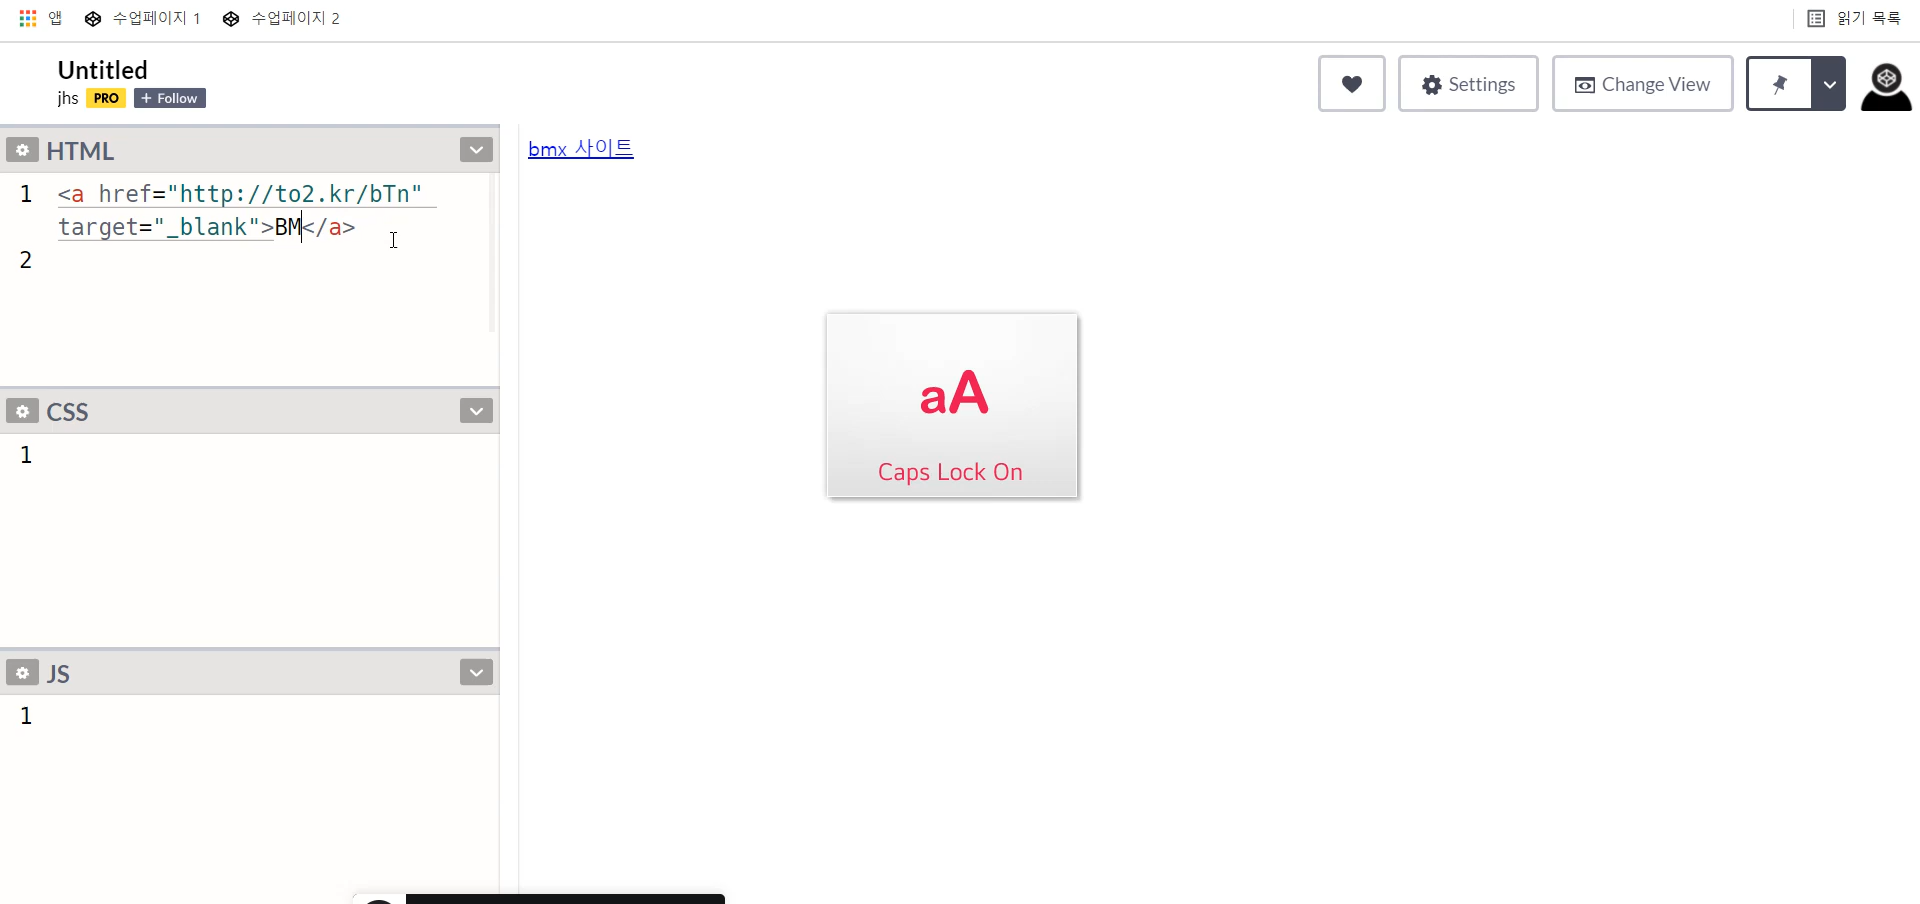 앱 수업페이지 1 수업페이지 2 읽기 목록
Untitled
jhs PRO + Follow
Settings Change View
HTML
1 <a href="http://to2.kr/bTn"
target="_blank">BM</a>
2
CSS
1
JS
1
bmx 사이트
aA
Caps Lock On